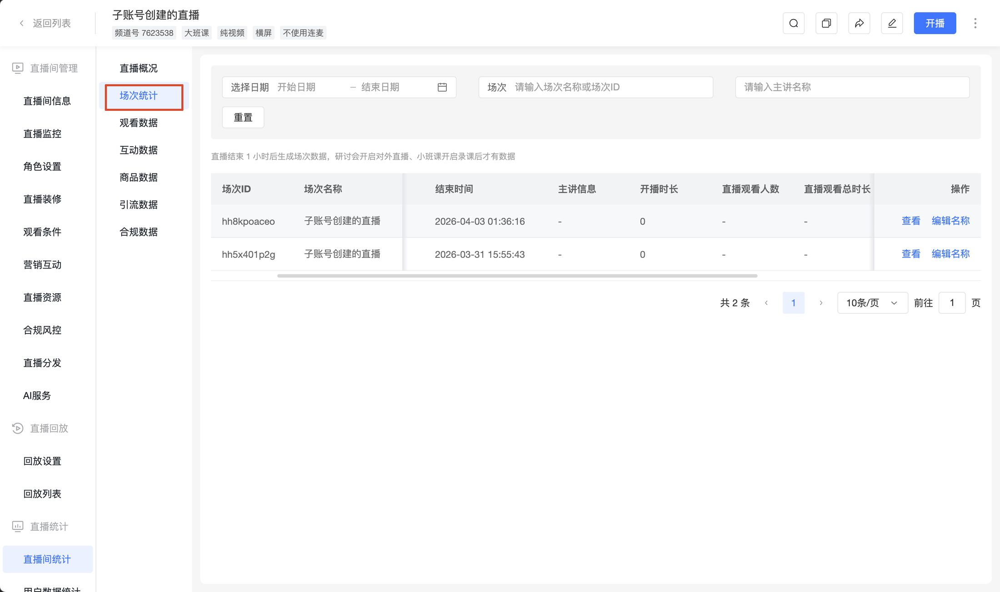 返回列表
子账号创建的直播
频道号 7623538 大班课 纯视频 横屏 不使用连麦
开播
直播间管理
直播间信息
直播监控
角色设置
直播装修
观看条件
营销互动
直播资源
合规风控
直播分发
AI服务
直播回放
回放设置
回放列表
直播统计
直播间统计
用户数据统计
直播概况
场次统计
观看数据
互动数据
商品数据
引流数据
合规数据
选择日期 开始日期 – 结束日期
场次 请输入场次名称或场次ID
请输入主讲名称
重置
直播结束 1 小时后生成场次数据，研讨会开启对外直播、小班课开启录课后才有数据
场次ID 场次名称 结束时间 主讲信息 开播时长 直播观看人数 直播观看总时长 操作
hh8kpoaceo 子账号创建的直播 2026-04-03 01:36:16 - 0 - - 查看 编辑名称
hh5x401p2g 子账号创建的直播 2026-03-31 15:55:43 - 0 - - 查看 编辑名称
共 2 条 1 10条/页 前往 1 页